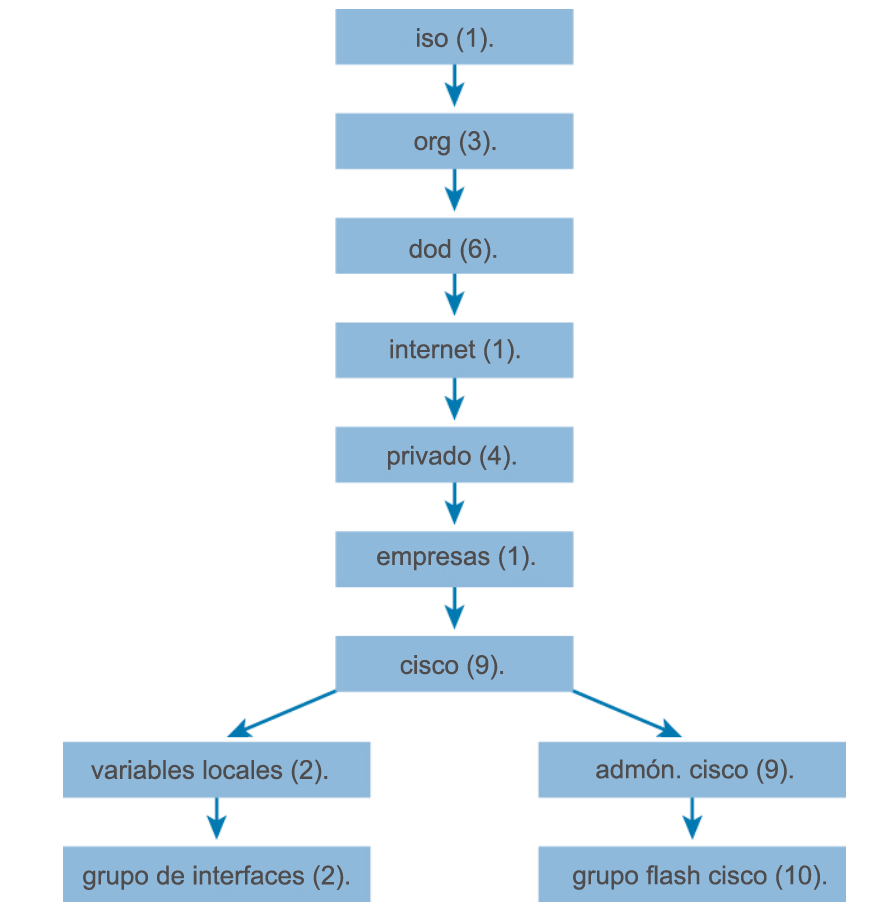 iso (1).
org (3).
dod (6).
internet (1).
privado (4).
empresas (1).
cisco (9).
variables locales (2).
admón. cisco (9).
grupo de interfaces (2).
grupo flash cisco (10).